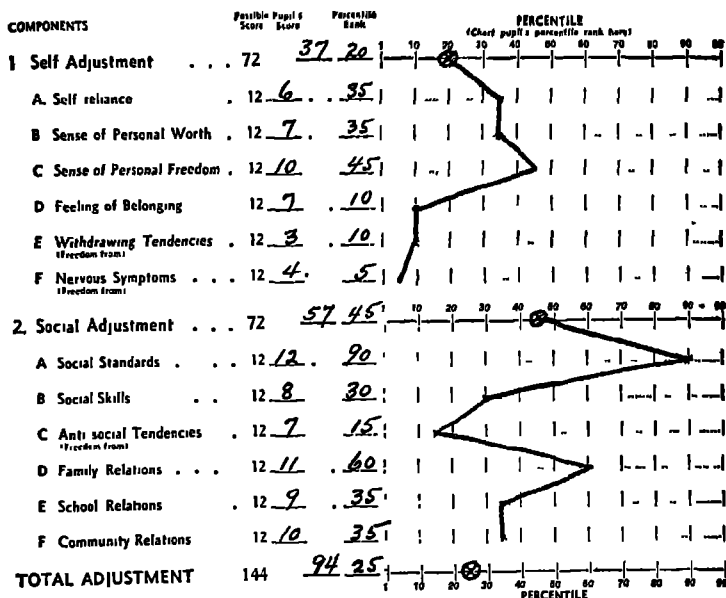 COMPONENTS Possible Score Pupil's Score Percentile Rank PERCENTILE
(Chart pupil's percentile rank here)
1 Self Adjustment . . . 72 37 20 1 10 20 30 40 50 60 70 80 90
A. Self reliance . 12 6 35
B Sense of Personal Worth . 12 7 35
C Sense of Personal Freedom . 12 10 45
D Feeling of Belonging 12 7 10
E Withdrawing Tendencies . 12 3 10
(Freedom from)
F Nervous Symptoms . . . 12 4 5
(Freedom from)
2. Social Adjustment . . . 72 57 45 1 10 20 30 40 50 60 70 80 90
A Social Standards . . 12 12 90
B Social Skills . 12 8 30
C Anti social Tendencies . 12 7 15
(Freedom from)
D Family Relations . . . 12 11 60
E School Relations . 12 9 35
F Community Relations 12 10 35
TOTAL ADJUSTMENT 144 94 25 1 10 20 30 40 50 60 70 80 90
PERCENTILE